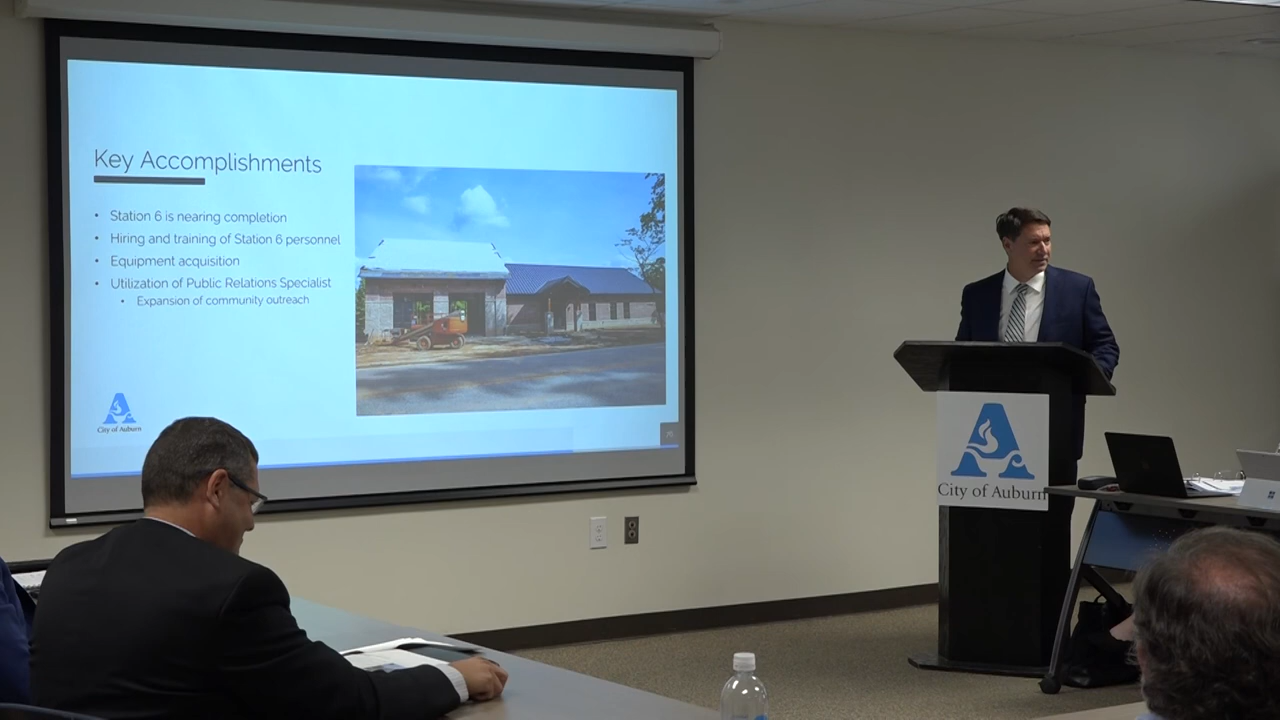 Key Accomplishments
• Station 6 is nearing completion
• Hiring and training of Station 6 personnel
• Equipment acquisition
• Utilization of Public Relations Specialist
• Expansion of community outreach
City of Auburn
City of Auburn